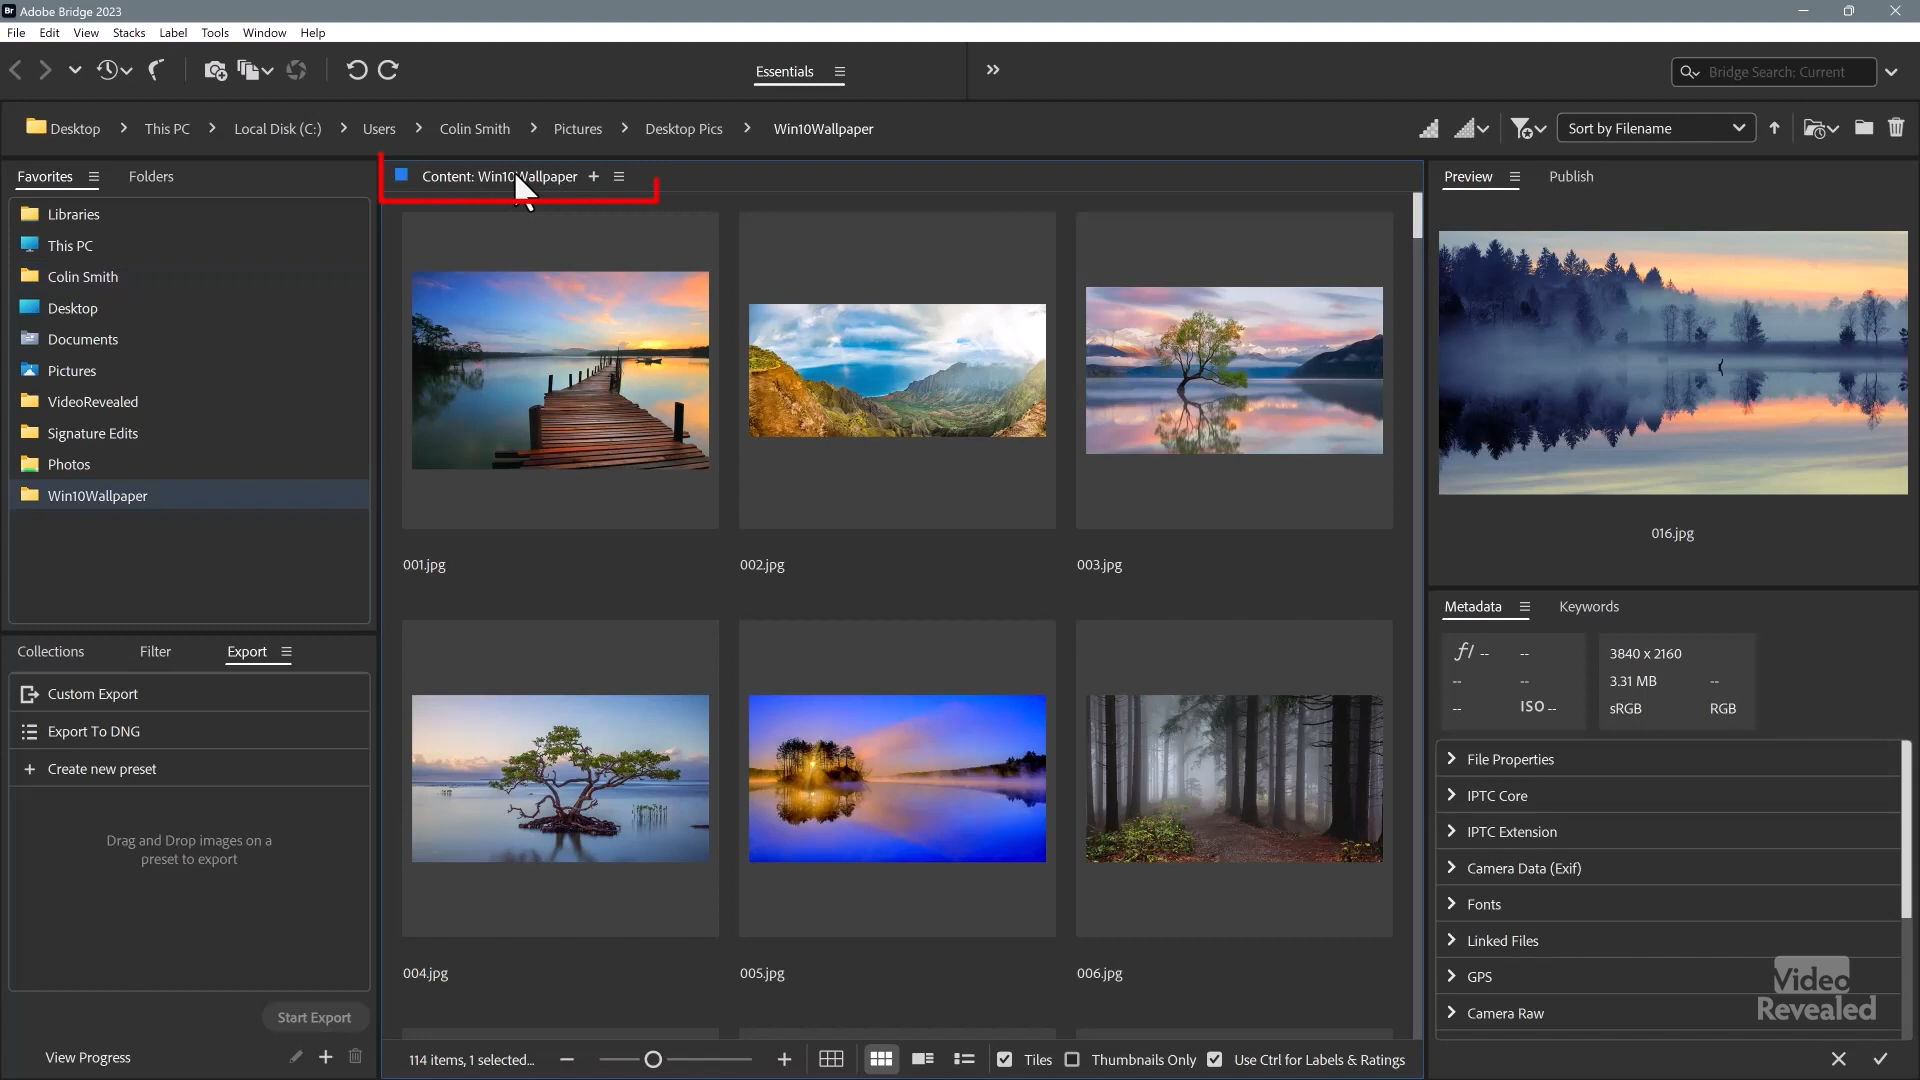 Br Adobe Bridge 2023
File Edit View Stacks Label Tools Window Help
Essentials
Bridge Search: Current
Desktop This PC Local Disk (C:) Users Colin Smith Pictures Desktop Pics Win10Wallpaper
Sort by Filename
Favorites Folders
Libraries
This PC
Colin Smith
Desktop
Documents
Pictures
VideoRevealed
Signature Edits
Photos
Win10Wallpaper
Collections Filter Export
Custom Export
Export To DNG
Create new preset
Drag and Drop images on a
preset to export
Start Export
View Progress
Content: Win10Wallpaper
001.jpg 002.jpg 003.jpg
004.jpg 005.jpg 006.jpg
114 items, 1 selected...
Tiles Thumbnails Only Use Ctrl for Labels & Ratings
Preview Publish
016.jpg
Metadata Keywords
f/ -- --
-- --
-- ISO --
3840 x 2160
3.31 MB --
sRGB RGB
File Properties
IPTC Core
IPTC Extension
Camera Data (Exif)
Fonts
Linked Files
GPS
Camera Raw
Video
Revealed